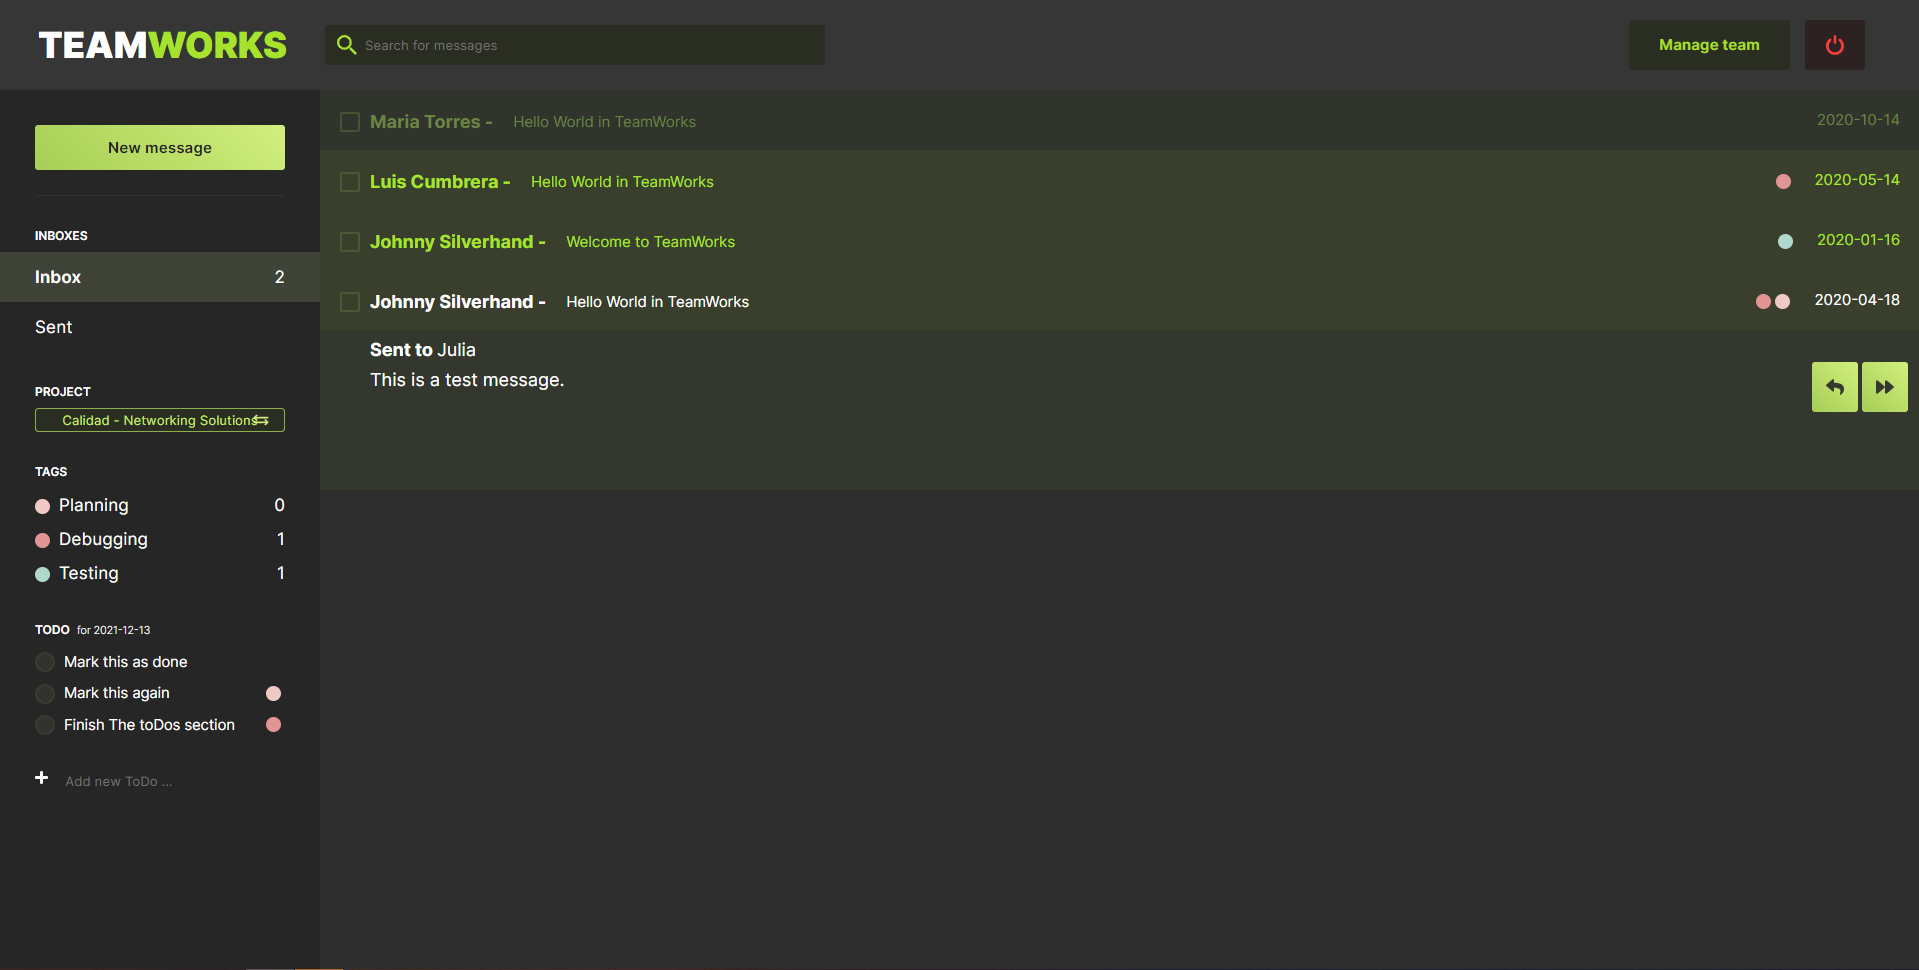 TEAMWORKS
Search for messages
Manage team
New message
INBOXES
Inbox 2
Sent
PROJECT
Calidad - Networking Solutions
TAGS
Planning 0
Debugging 1
Testing 1
TODO for 2021-12-13
Mark this as done
Mark this again
Finish The toDos section
Add new ToDo ...
Maria Torres - Hello World in TeamWorks 2020-10-14
Luis Cumbrera - Hello World in TeamWorks 2020-05-14
Johnny Silverhand - Welcome to TeamWorks 2020-01-16
Johnny Silverhand - Hello World in TeamWorks 2020-04-18
Sent to Julia
This is a test message.